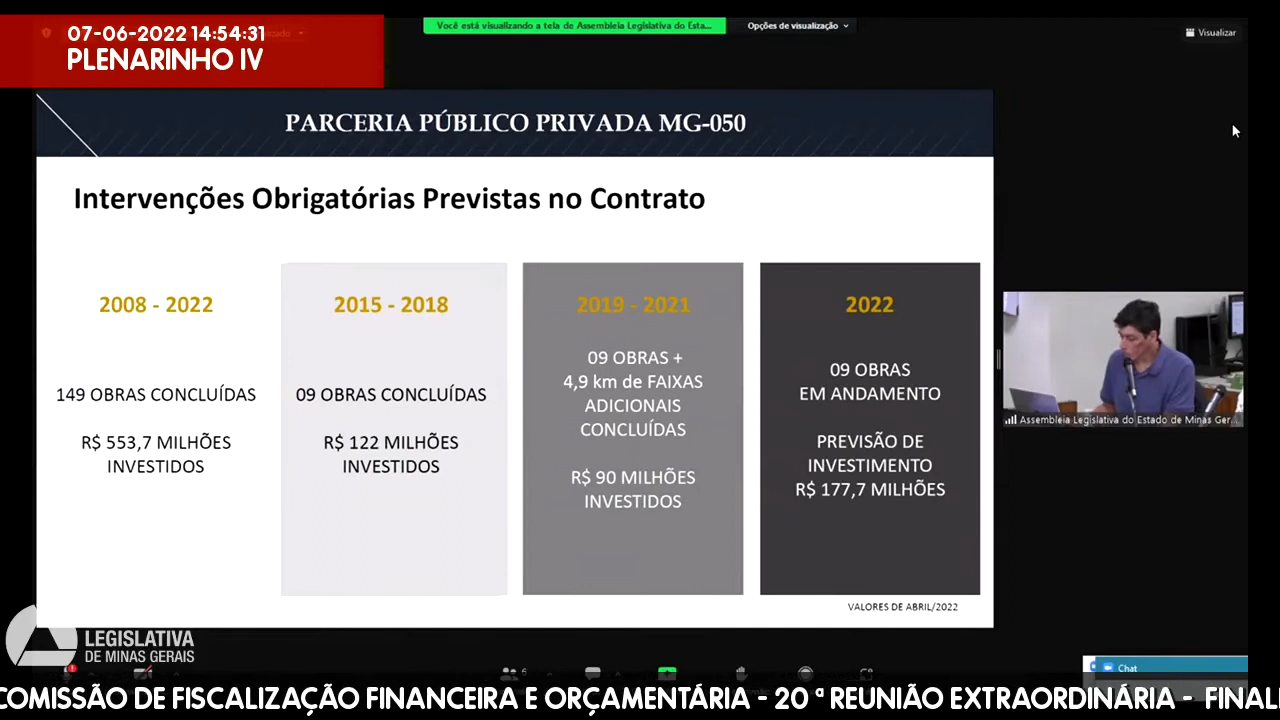 07-06-2022 14:54:31
PLENARINHO IV
Você está visualizando a tela de Assembleia Legislativa do Esta...
Opções de visualização
Visualizar
PARCERIA PÚBLICO PRIVADA MG-050
Intervenções Obrigatórias Previstas no Contrato
2008 - 2022
149 OBRAS CONCLUÍDAS
R$ 553,7 MILHÕES
INVESTIDOS
2015 - 2018
09 OBRAS CONCLUÍDAS
R$ 122 MILHÕES
INVESTIDOS
2019 - 2021
09 OBRAS +
4,9 km de FAIXAS
ADICIONAIS
CONCLUÍDAS
R$ 90 MILHÕES
INVESTIDOS
2022
09 OBRAS
EM ANDAMENTO
PREVISÃO DE
INVESTIMENTO
R$ 177,7 MILHÕES
VALORES DE ABRIL/2022
Assembleia Legislativa do Estado de Minas Ger...
LEGISLATIVA
DE MINAS GERAIS
Chat
COMISSÃO DE FISCALIZAÇÃO FINANCEIRA E ORÇAMENTÁRIA - 20 ª REUNIÃO EXTRAORDINÁRIA - FINALI